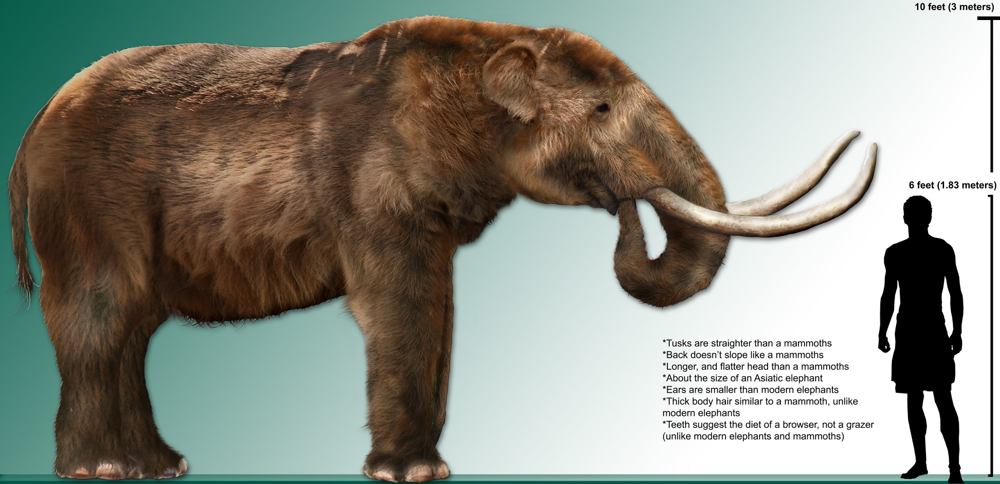 10 feet (3 meters)
6 feet (1.83 meters)
*Tusks are straighter than a mammoths
*Back doesn’t slope like a mammoths
*Longer, and flatter head than a mammoths
*About the size of an Asiatic elephant
*Ears are smaller than modern elephants
*Thick body hair similar to a mammoth, unlike
modern elephants
*Teeth suggest the diet of a browser, not a grazer
(unlike modern elephants and mammoths)